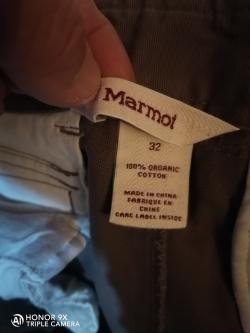 Marmot
32
100% ORGANIC
COTTON
MADE IN CHINA
FABRIQUE EN
CHINE
CARE LABEL INSIDE
HONOR 9X
TRIPLE CAMERA